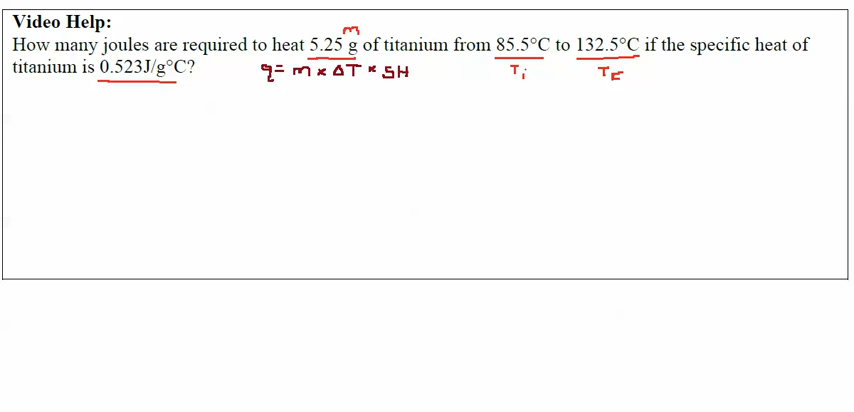 Video Help:
m
How many joules are required to heat 5.25 g of titanium from 85.5°C to 132.5°C if the specific heat of
titanium is 0.523J/g°C?
q= m x ΔT x SH
Ti
TF